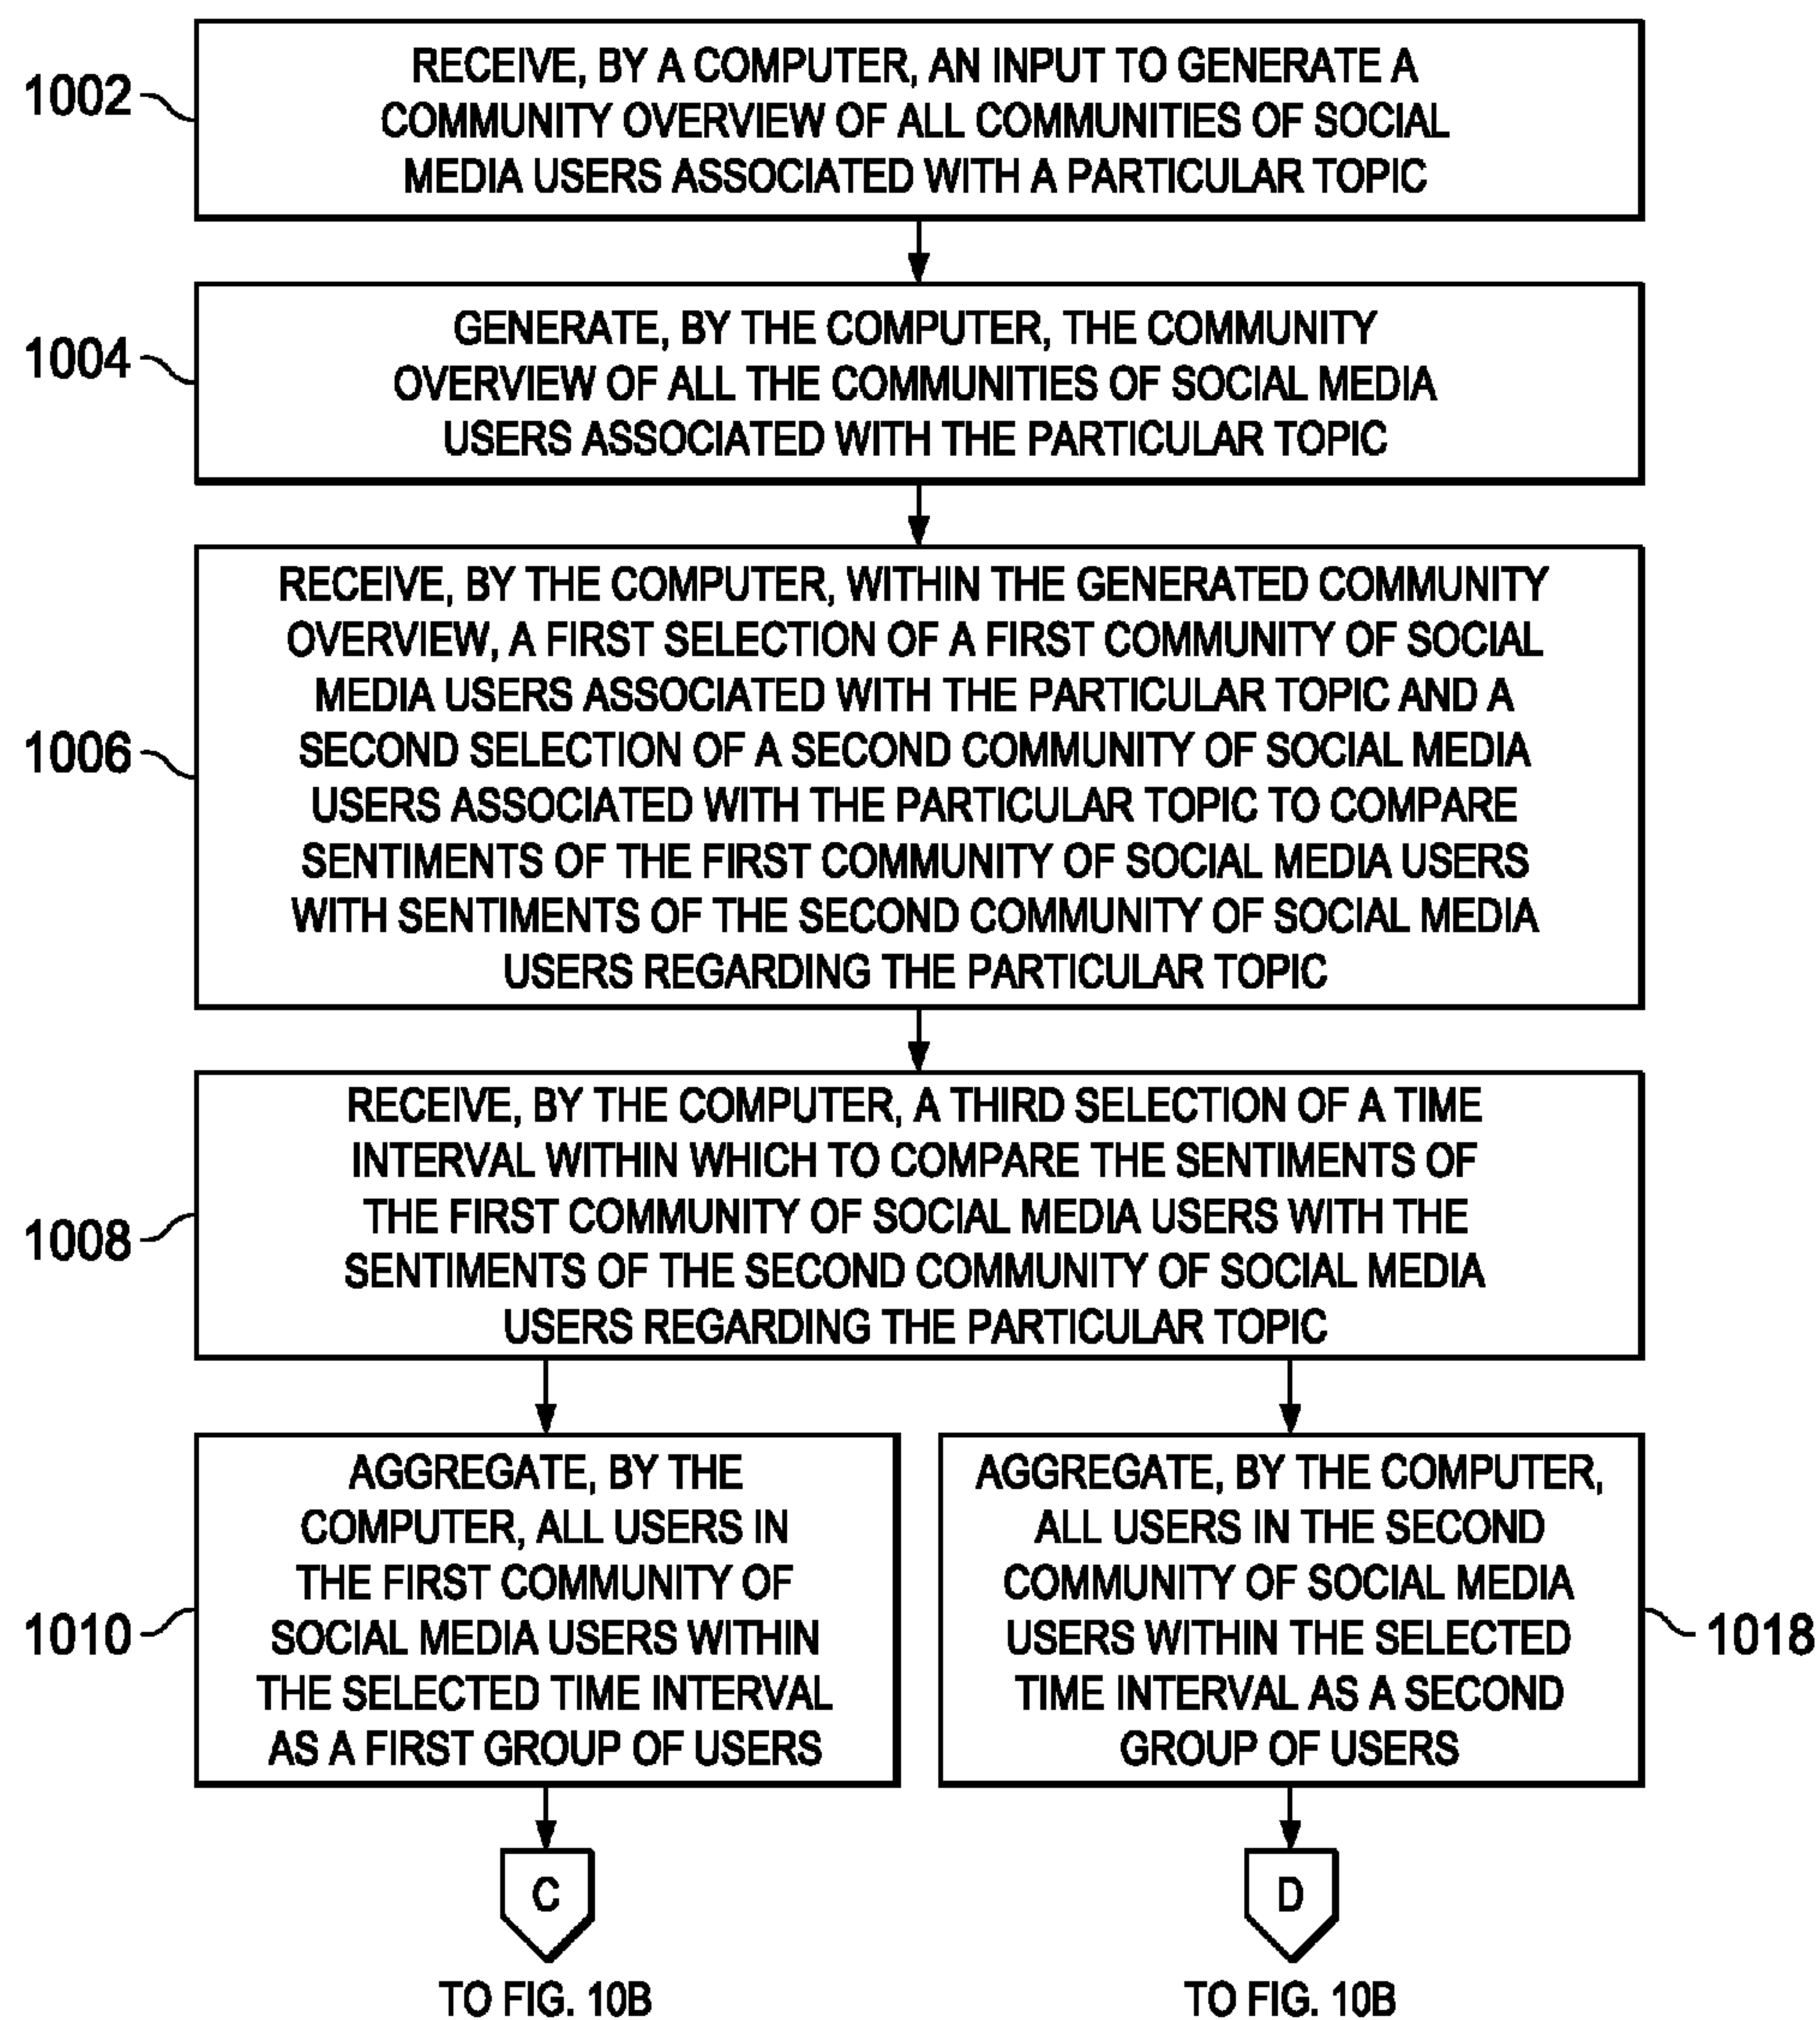 1002
RECEIVE, BY A COMPUTER, AN INPUT TO GENERATE A
COMMUNITY OVERVIEW OF ALL COMMUNITIES OF SOCIAL
MEDIA USERS ASSOCIATED WITH A PARTICULAR TOPIC
1004
GENERATE, BY THE COMPUTER, THE COMMUNITY
OVERVIEW OF ALL THE COMMUNITIES OF SOCIAL MEDIA
USERS ASSOCIATED WITH THE PARTICULAR TOPIC
1006
RECEIVE, BY THE COMPUTER, WITHIN THE GENERATED COMMUNITY
OVERVIEW, A FIRST SELECTION OF A FIRST COMMUNITY OF SOCIAL
MEDIA USERS ASSOCIATED WITH THE PARTICULAR TOPIC AND A
SECOND SELECTION OF A SECOND COMMUNITY OF SOCIAL MEDIA
USERS ASSOCIATED WITH THE PARTICULAR TOPIC TO COMPARE
SENTIMENTS OF THE FIRST COMMUNITY OF SOCIAL MEDIA USERS
WITH SENTIMENTS OF THE SECOND COMMUNITY OF SOCIAL MEDIA
USERS REGARDING THE PARTICULAR TOPIC
1008
RECEIVE, BY THE COMPUTER, A THIRD SELECTION OF A TIME
INTERVAL WITHIN WHICH TO COMPARE THE SENTIMENTS OF
THE FIRST COMMUNITY OF SOCIAL MEDIA USERS WITH THE
SENTIMENTS OF THE SECOND COMMUNITY OF SOCIAL MEDIA
USERS REGARDING THE PARTICULAR TOPIC
1010
AGGREGATE, BY THE
COMPUTER, ALL USERS IN
THE FIRST COMMUNITY OF
SOCIAL MEDIA USERS WITHIN
THE SELECTED TIME INTERVAL
AS A FIRST GROUP OF USERS
C
TO FIG. 10B
AGGREGATE, BY THE COMPUTER,
ALL USERS IN THE SECOND
COMMUNITY OF SOCIAL MEDIA
USERS WITHIN THE SELECTED
TIME INTERVAL AS A SECOND
GROUP OF USERS
1018
D
TO FIG. 10B